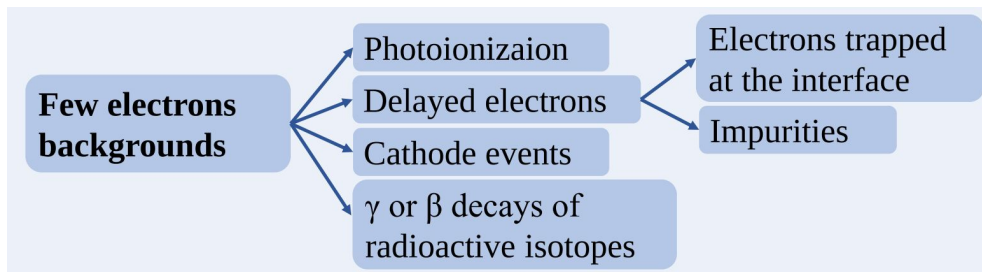 Few electrons
backgrounds
Photoionizaion
Delayed electrons
Cathode events
γ or β decays of
radioactive isotopes
Electrons trapped
at the interface
Impurities